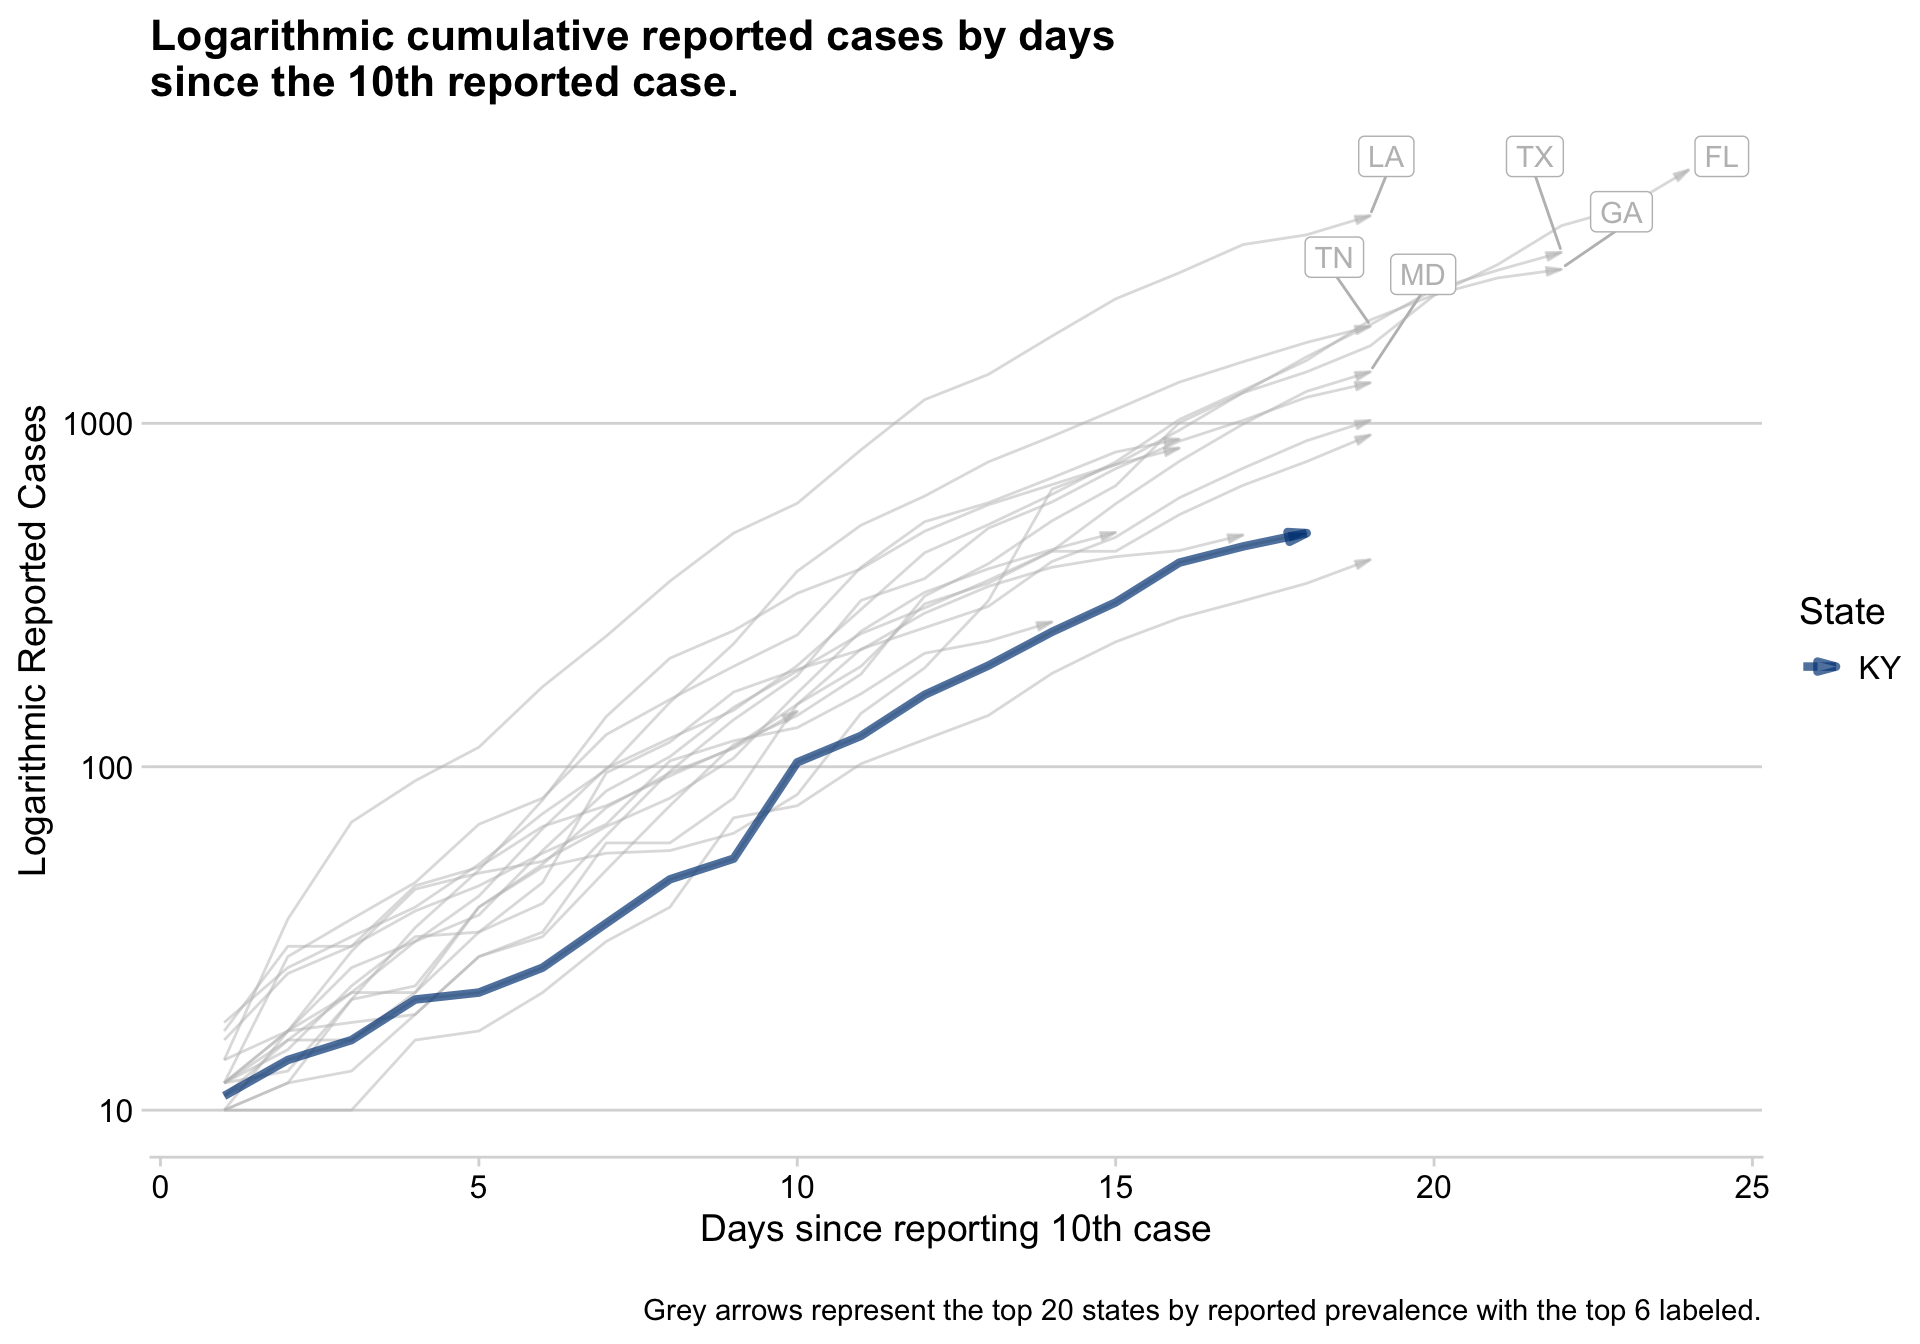 Logarithmic cumulative reported cases by days
since the 10th reported case.
LA
TX
FL
GA
TN
MD
Logarithmic Reported Cases
1000
100
10
State
KY
0 5 10 15 20 25
Days since reporting 10th case
Grey arrows represent the top 20 states by reported prevalence with the top 6 labeled.